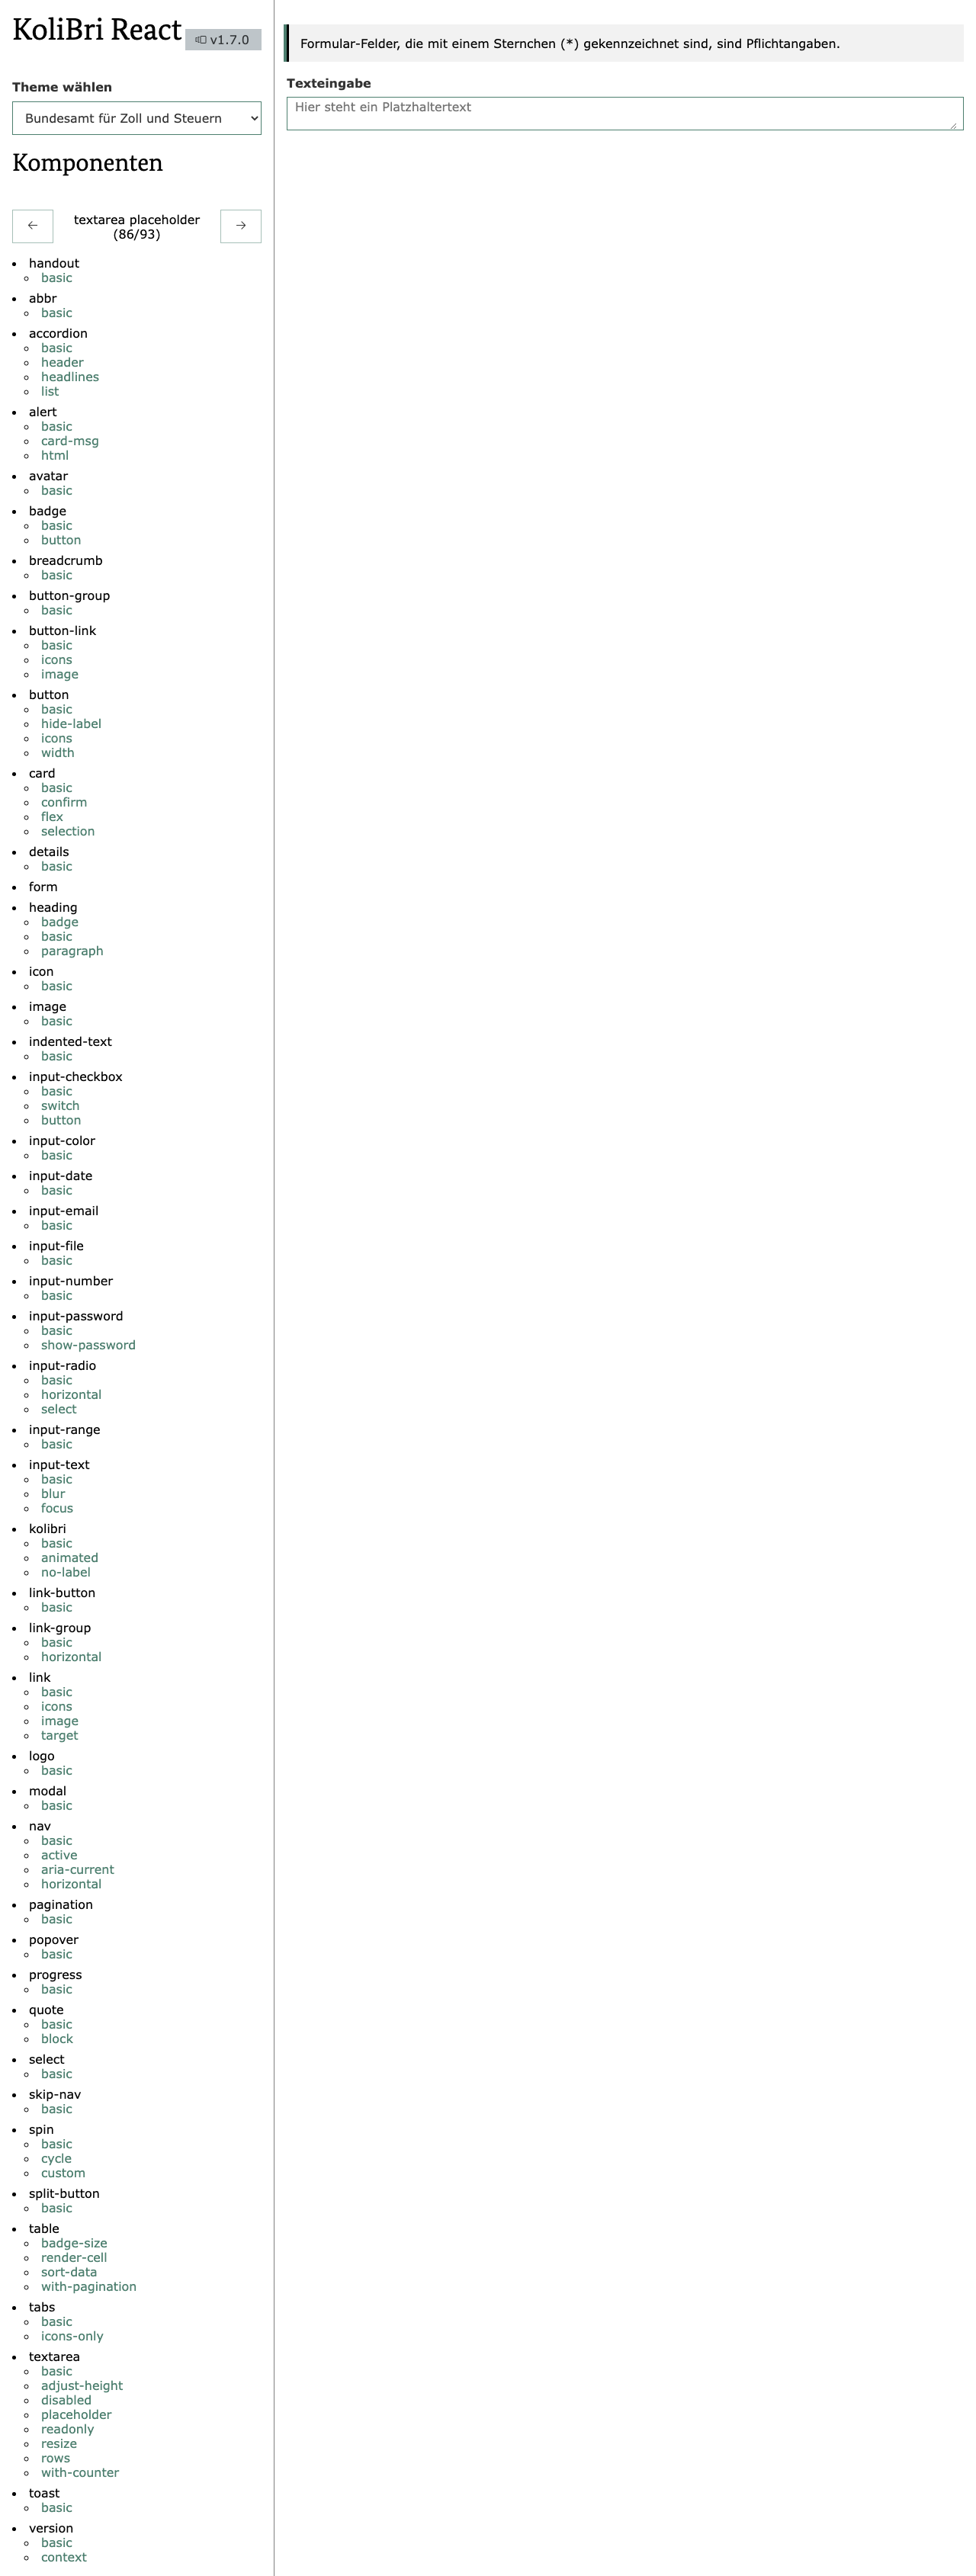 KoliBri React
v1.7.0
Theme wählen
Bundesamt für Zoll und Steuern
Komponenten
←
textarea placeholder
(86/93)
→
handout
basic
abbr
basic
accordion
basic
header
headlines
list
alert
basic
card-msg
html
avatar
basic
badge
basic
button
breadcrumb
basic
button-group
basic
button-link
basic
icons
image
button
basic
hide-label
icons
width
card
basic
confirm
flex
selection
details
basic
form
heading
badge
basic
paragraph
icon
basic
image
basic
indented-text
basic
input-checkbox
basic
switch
button
input-color
basic
input-date
basic
input-email
basic
input-file
basic
input-number
basic
input-password
basic
show-password
input-radio
basic
horizontal
select
input-range
basic
input-text
basic
blur
focus
kolibri
basic
animated
no-label
link-button
basic
link-group
basic
horizontal
link
basic
icons
image
target
logo
basic
modal
basic
nav
basic
active
aria-current
horizontal
pagination
basic
popover
basic
progress
basic
quote
basic
block
select
basic
skip-nav
basic
spin
basic
cycle
custom
split-button
basic
table
badge-size
render-cell
sort-data
with-pagination
tabs
basic
icons-only
textarea
basic
adjust-height
disabled
placeholder
readonly
resize
rows
with-counter
toast
basic
version
basic
context
Formular-Felder, die mit einem Sternchen (*) gekennzeichnet sind, sind Pflichtangaben.
Texteingabe
Hier steht ein Platzhaltertext